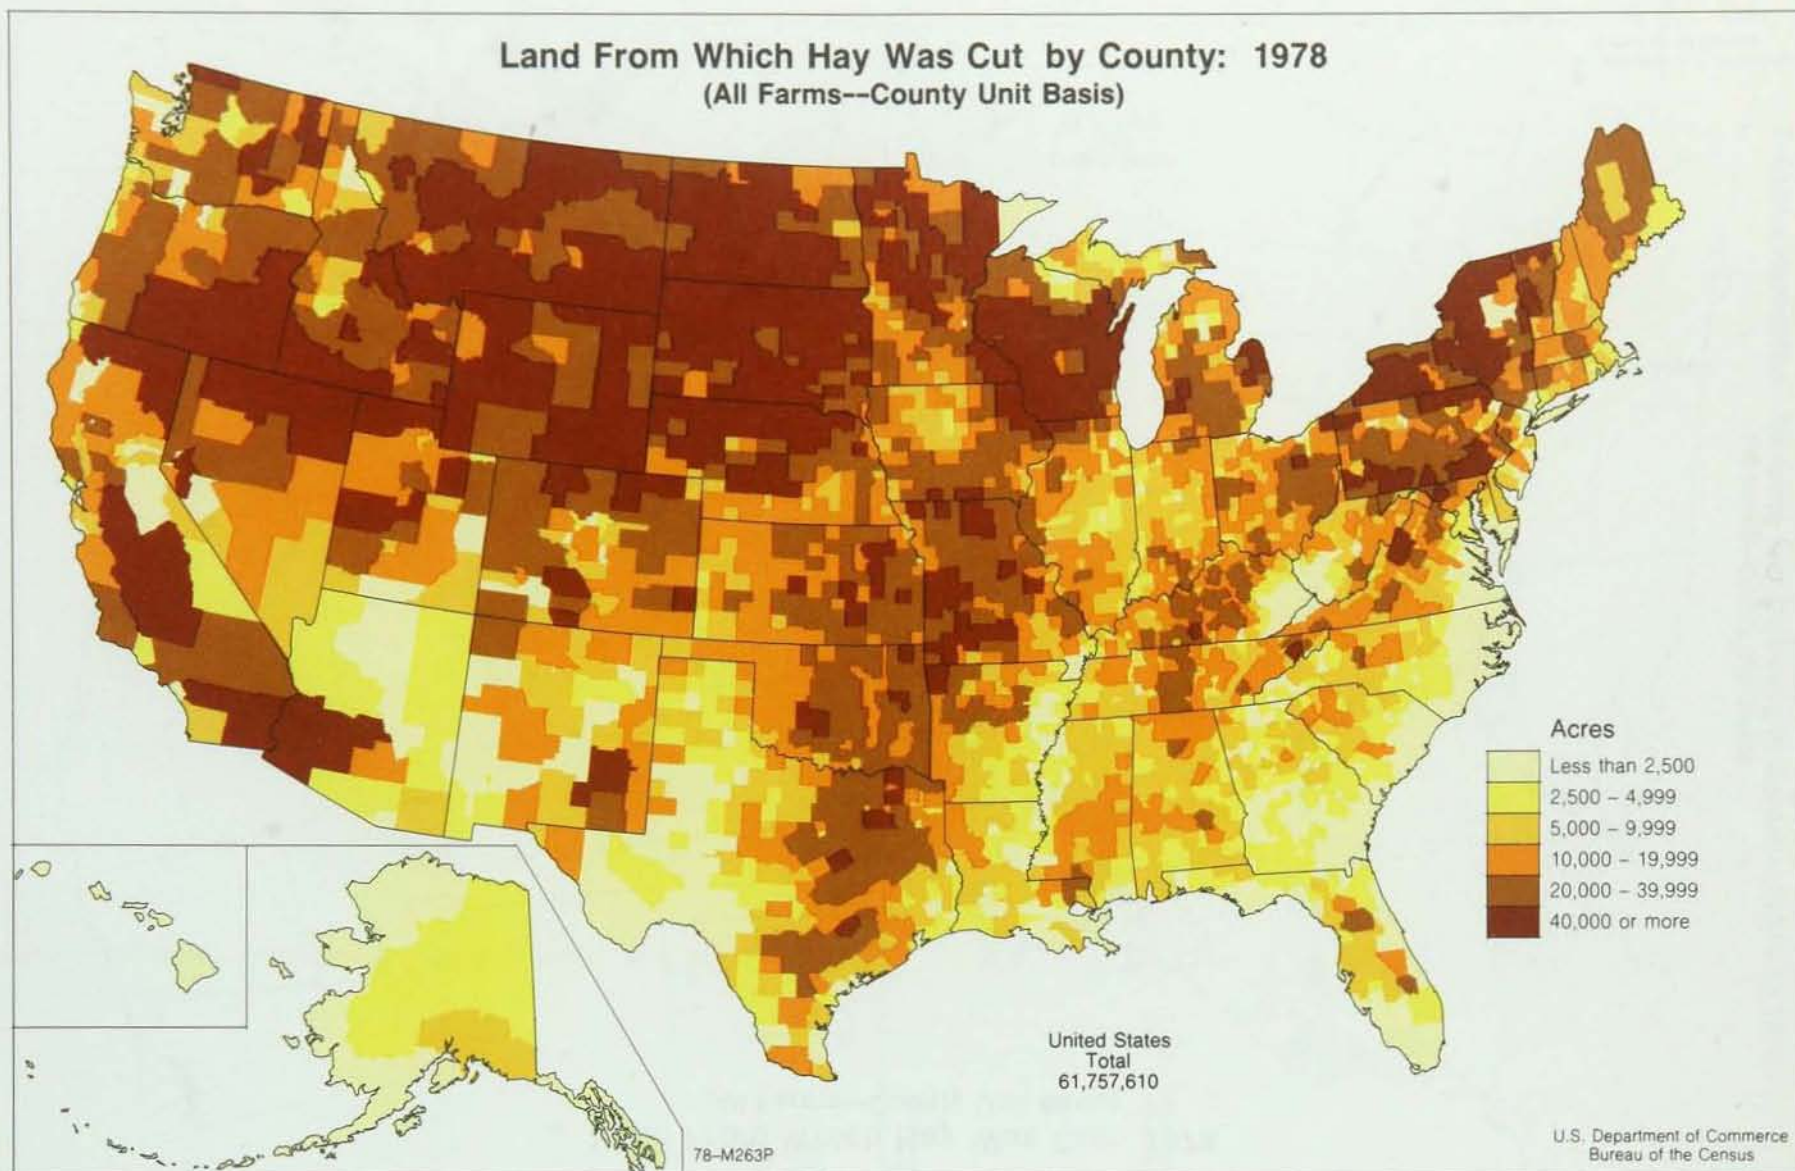 Land From Which Hay Was Cut by County: 1978
(All Farms--County Unit Basis)
Acres
Less than 2,500
2,500 – 4,999
5,000 – 9,999
10,000 – 19,999
20,000 – 39,999
40,000 or more
United States
Total
61,757,610
78-M263P
U.S. Department of Commerce
Bureau of the Census